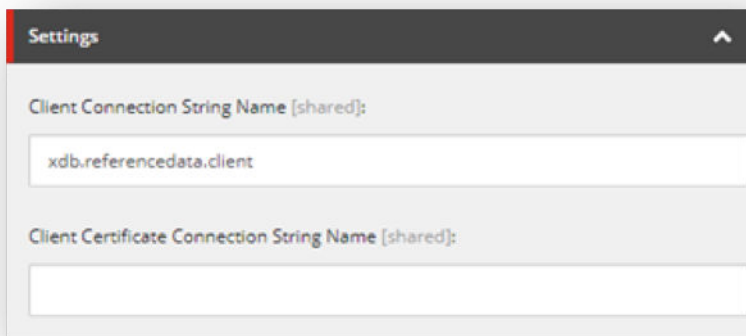 Settings
Client Connection String Name [shared]:
xdb.referencedata.client
Client Certificate Connection String Name [shared]: